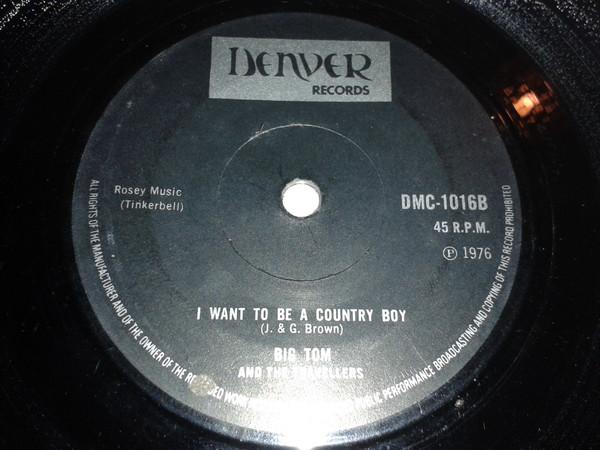 DENVER
RECORDS
Rosey Music
(Tinkerbell)
DMC-1016B
45 R.P.M.
Ⓟ 1976
I WANT TO BE A COUNTRY BOY
(J. & G. Brown)
BIG TOM
AND THE TRAVELLERS
ALL RIGHTS OF THE MANUFACTURER AND OF THE OWNER OF THE RECORDED WORK PUBLIC PERFORMANCE BROADCASTING AND COPYING OF THIS RECORD PROHIBITED